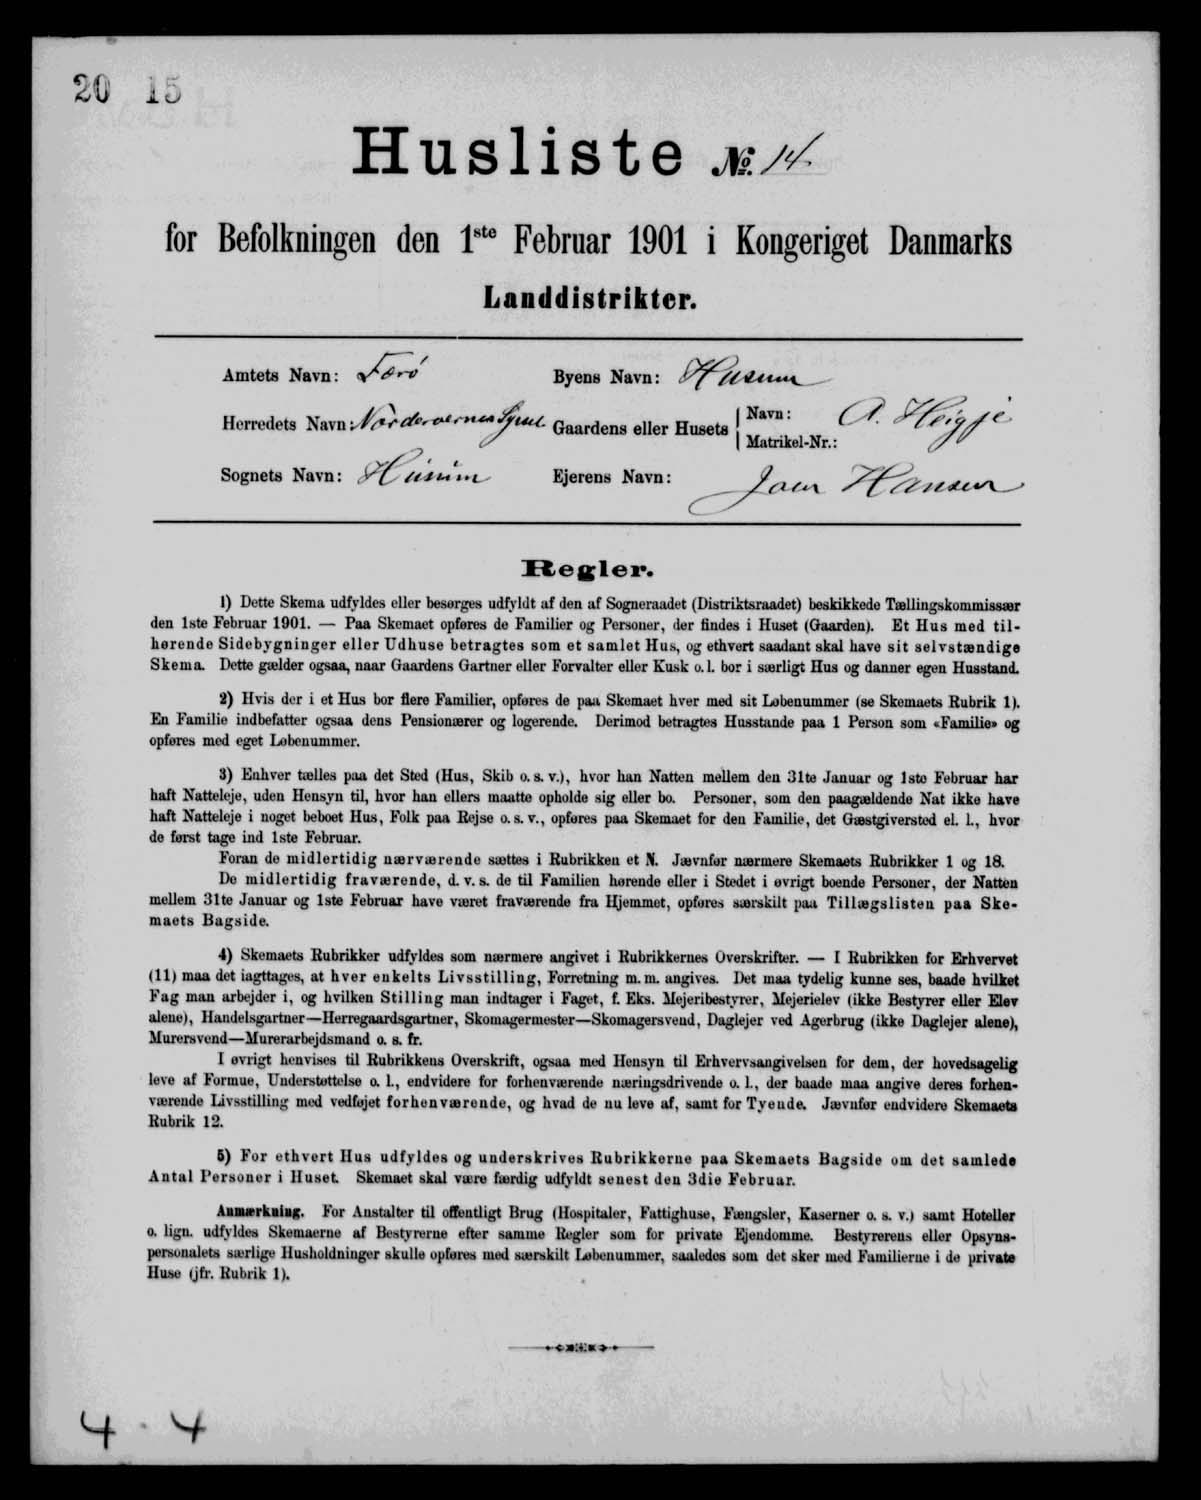 20 15
Husliste No. 14.
for Befolkningen den 1ste Februar 1901 i Kongeriget Danmarks
Landdistrikter.
Amtets Navn: Færö
Byens Navn: Husum
Herredets Navn: Norderoernes Syssel
Gaardens eller Husets Navn: A. Heigje
Matrikel-Nr.:
Sognets Navn: Húsum
Ejerens Navn: Joen Hansen
Regler.
1) Dette Skema udfyldes eller besørges udfyldt af den af Sogneraadet (Distriktsraadet) beskikkede Tællingskommissær
den 1ste Februar 1901. — Paa Skemaet opføres de Familier og Personer, der findes i Huset (Gaarden). Et Hus med til-
hørende Sidebygninger eller Udhuse betragtes som et samlet Hus, og ethvert saadant skal have sit selvstændige
Skema. Dette gælder ogsaa, naar Gaardens Gartner eller Forvalter eller Kusk o. l. bor i særligt Hus og danner egen Husstand.
2) Hvis der i et Hus bor flere Familier, opføres de paa Skemaet hver med sit Løbenummer (se Skemaets Rubrik 1).
En Familie indbefatter ogsaa dens Pensionærer og logerende. Derimod betragtes Husstande paa 1 Person som «Familie» og
opføres med eget Løbenummer.
3) Enhver tælles paa det Sted (Hus, Skib o. s. v.), hvor han Natten mellem den 31te Januar og 1ste Februar har
haft Natteleje, uden Hensyn til, hvor han ellers maatte opholde sig eller bo. Personer, som den paagældende Nat ikke have
haft Natteleje i noget beboet Hus, Folk paa Rejse o. s. v., opføres paa Skemaet for den Familie, det Gæstgiversted el. l., hvor
de først tage ind 1ste Februar.
Foran de midlertidig nærværende sættes i Rubrikken et N. Jævnfør nærmere Skemaets Rubrikker 1 og 18.
De midlertidig fraværende, d. v. s. de til Familien hørende eller i Stedet i øvrigt boende Personer, der Natten
mellem 31te Januar og 1ste Februar have været fraværende fra Hjemmet, opføres særskilt paa Tillægslisten paa Ske-
maets Bagside.
4) Skemaets Rubrikker udfyldes som nærmere angivet i Rubrikkernes Overskrifter. — I Rubrikken for Erhvervet
(11) maa det iagttages, at hver enkelts Livsstilling, Forretning m. m. angives. Det maa tydelig kunne ses, baade hvilket
Fag man arbejder i, og hvilken Stilling man indtager i Faget, f. Eks. Mejeribestyrer, Mejerielev (ikke Bestyrer eller Elev
alene), Handelsgartner—Herregaardsgartner, Skomagermester—Skomagersvend, Daglejer ved Agerbrug (ikke Daglejer alene),
Murersvend—Murerarbejdsmand o. s. fr.
I øvrigt henvises til Rubrikkens Overskrift, ogsaa med Hensyn til Erhvervsangivelsen for dem, der hovedsagelig
leve af Formue, Understøttelse o. l., endvidere for forhenværende næringsdrivende o. l., der baade maa angive deres forhen-
værende Livsstilling med vedføjet forhenværende, og hvad de nu leve af, samt for Tyende. Jævnfør endvidere Skemaets
Rubrik 12.
5) For ethvert Hus udfyldes og underskrives Rubrikkerne paa Skemaets Bagside om det samlede
Antal Personer i Huset. Skemaet skal være færdig udfyldt senest den 3die Februar.
Anmærkning. For Anstalter til offentligt Brug (Hospitaler, Fattighuse, Fængsler, Kaserner o. s. v.) samt Hoteller
o. lign. udfyldes Skemaerne af Bestyrerne efter samme Regler som for private Ejendomme. Bestyrerens eller Opsyns-
personalets særlige Husholdninger skulle opføres med særskilt Løbenummer, saaledes som det sker med Familierne i de private
Huse (jfr. Rubrik 1).
4 . 4